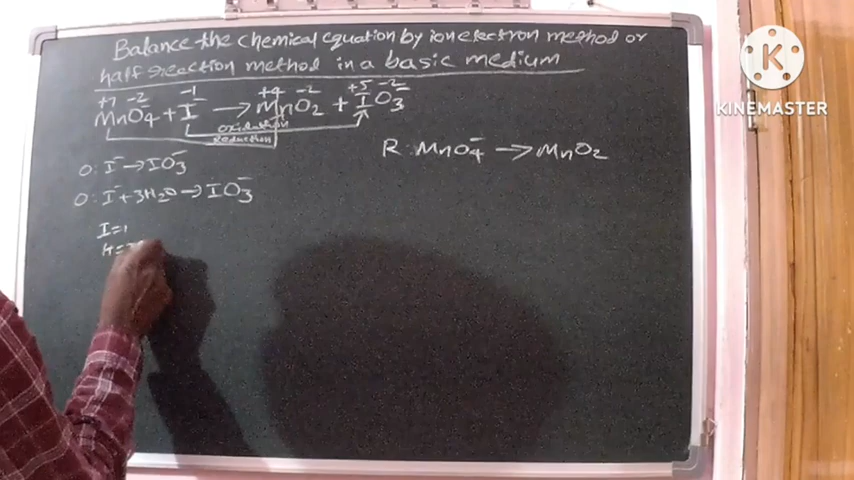 Balance the chemical equation by ion electron method or
half reaction method in a basic medium
+7 -2 -1 +4 -2 +5 -2
MnO₄⁻ + I⁻ → MnO₂ + IO₃⁻
oxidation
reduction
R: MnO₄⁻ → MnO₂
O: I⁻ → IO₃⁻
O: I⁻ + 3H₂O → IO₃⁻
I=1
H=
K
KINEMASTER